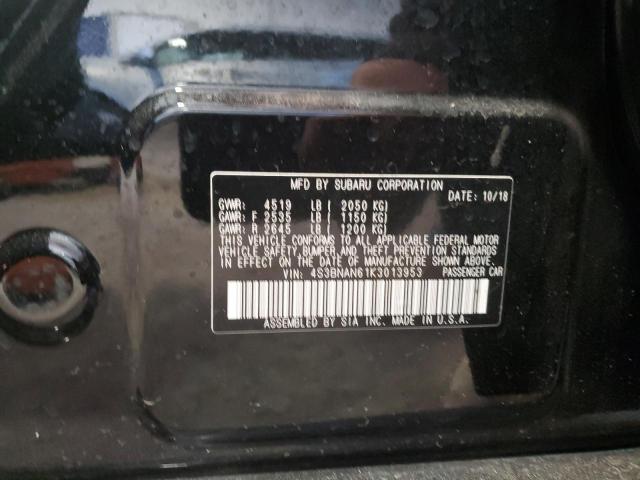 MFD BY SUBARU CORPORATION
DATE: 10/18
GVWR: 4519 LB ( 2050 KG)
GAWR: F 2535 LB ( 1150 KG)
GAWR: R 2645 LB ( 1200 KG)
THIS VEHICLE CONFORMS TO ALL APPLICABLE FEDERAL MOTOR
VEHICLE SAFETY, BUMPER, AND THEFT PREVENTION STANDARDS
IN EFFECT ON THE DATE OF MANUFACTURE SHOWN ABOVE.
VIN: 4S3BNAN61K3013953 PASSENGER CAR
ASSEMBLED BY SIA INC. MADE IN U.S.A.